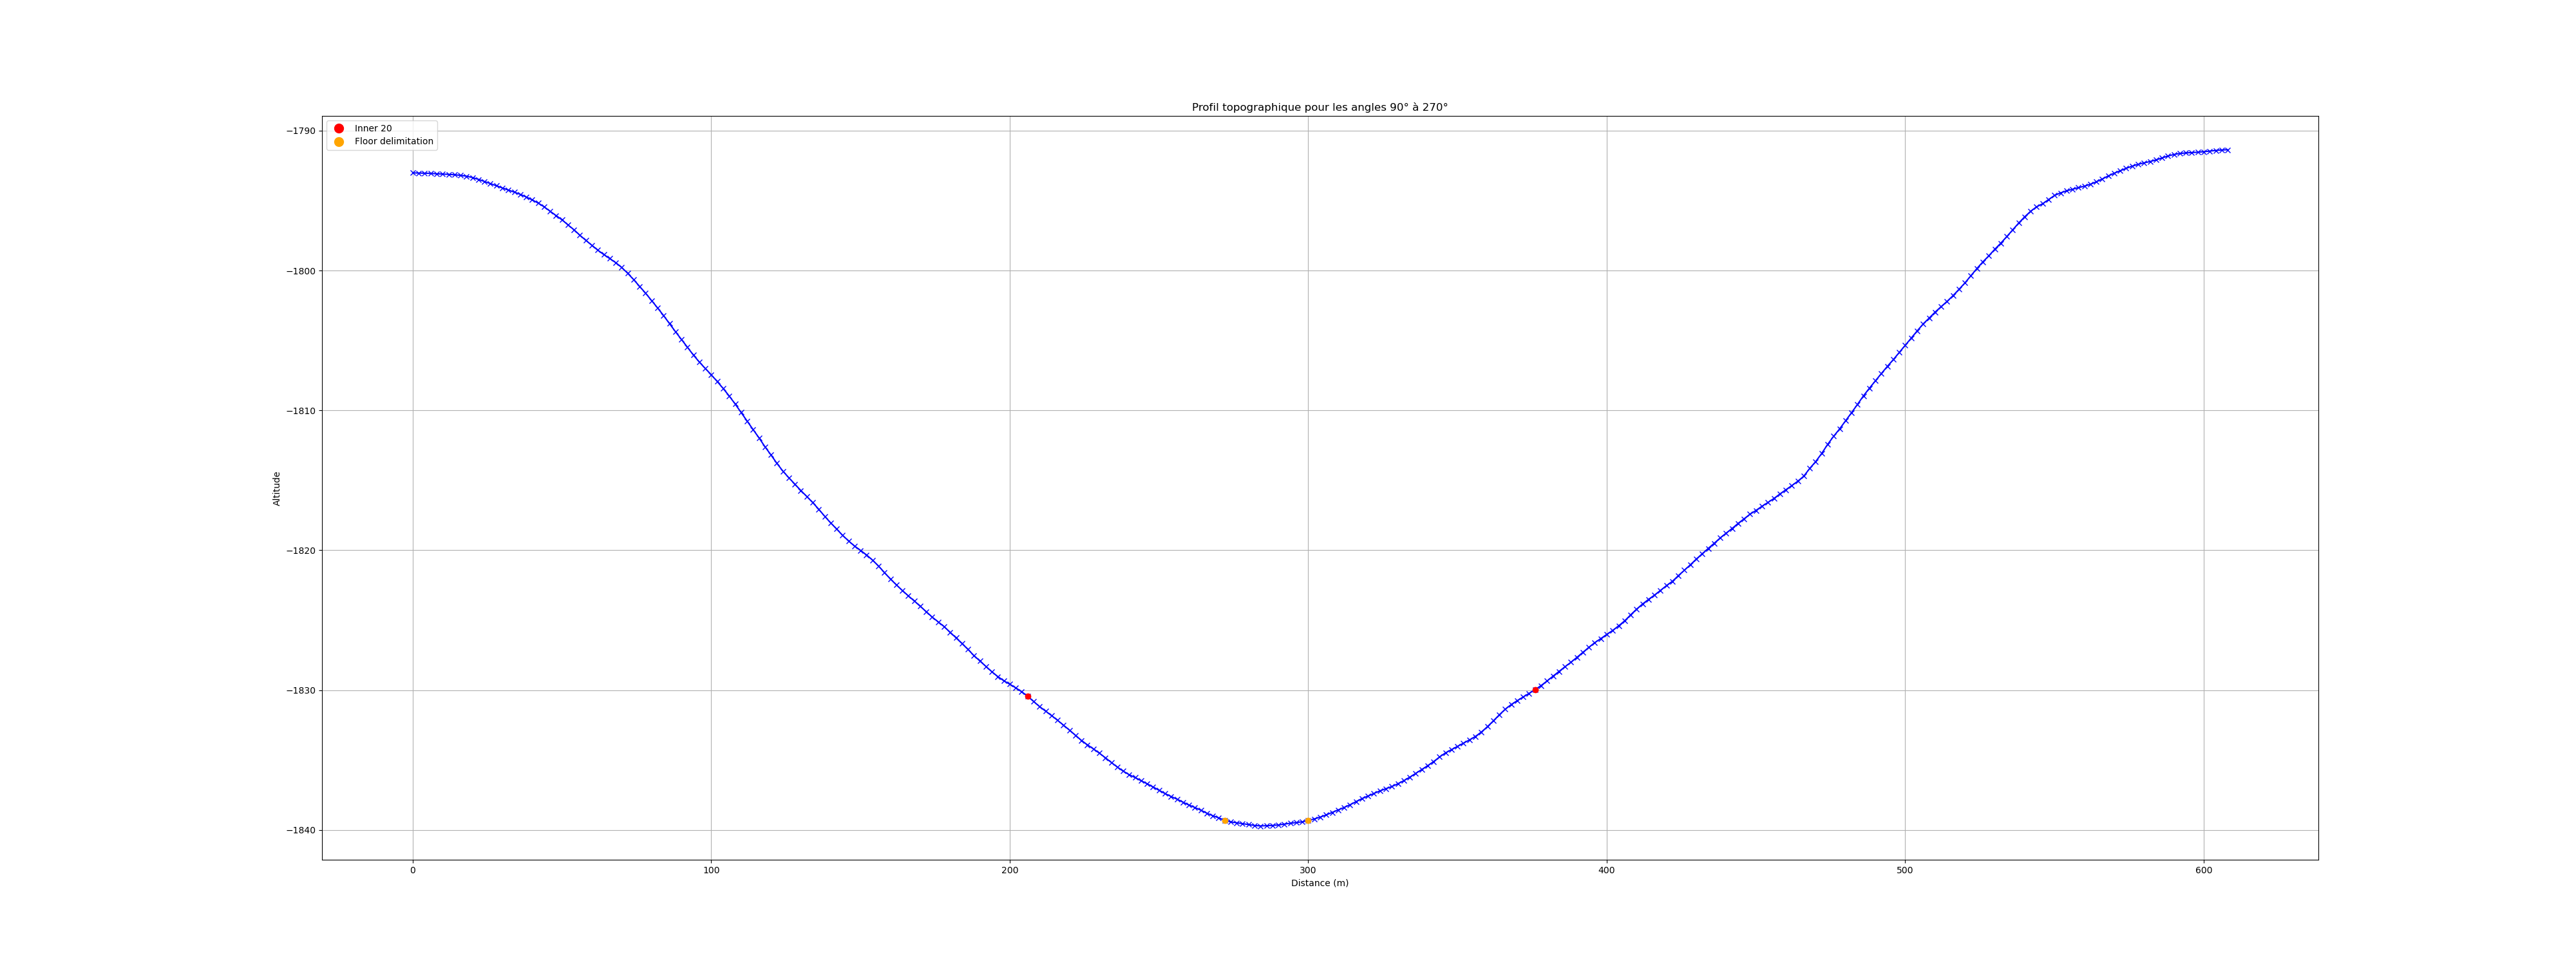 Profil topographique pour les angles 90° à 270°
Inner 20
Floor delimitation
−1790
−1800
−1810
−1820
−1830
−1840
Altitude
0 100 200 300 400 500 600
Distance (m)